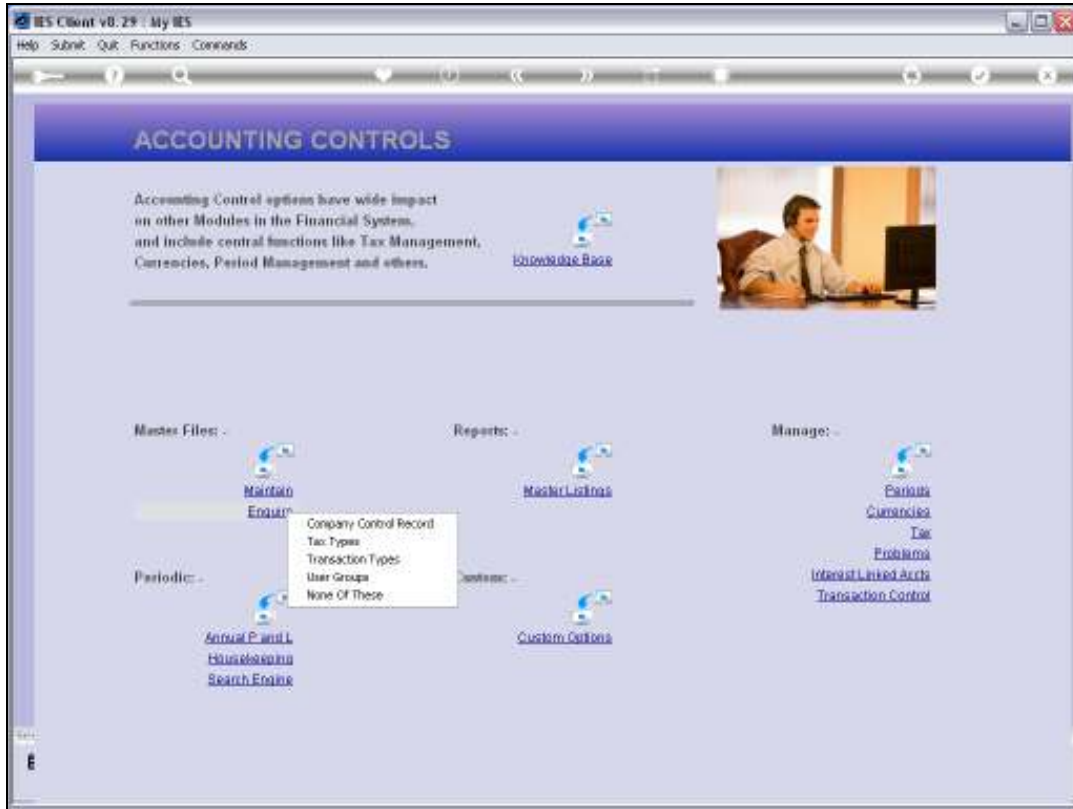 IES Client v8.29 : My IES
Help Submit Quit Functions Commands
ACCOUNTING CONTROLS
Accounting Control options have wide impact
on other Modules in the Financial System,
and include central functions like Tax Management,
Currencies, Period Management and others.
Knowledge Base
Master Files: -
Maintain
Enquire
Company Control Record
Tax Types
Transaction Types
User Groups
None Of These
Reports: -
Master Listings
Manage: -
Periods
Currencies
Tax
Problems
Interest Linked Accts
Transaction Control
Periodic: -
Annual P and L
Housekeeping
Search Engine
Custom: -
Custom Options